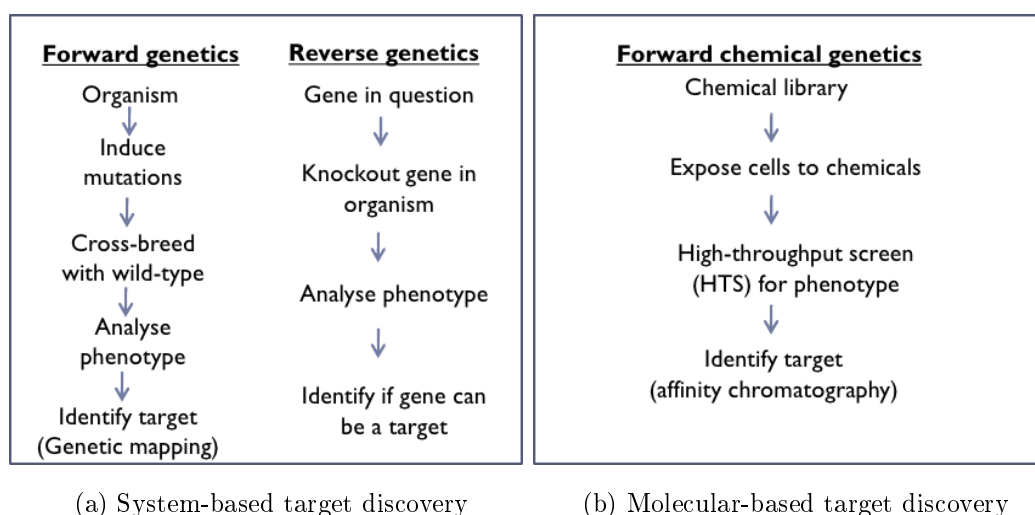 Forward genetics
Organism
Induce
mutations
Cross-breed
with wild-type
Analyse
phenotype
Identify target
(Genetic mapping)
Reverse genetics
Gene in question
Knockout gene in
organism
Analyse phenotype
Identify if gene can
be a target
Forward chemical genetics
Chemical library
Expose cells to chemicals
High-throughput screen
(HTS) for phenotype
Identify target
(affinity chromatography)
(a) System-based target discovery
(b) Molecular-based target discovery